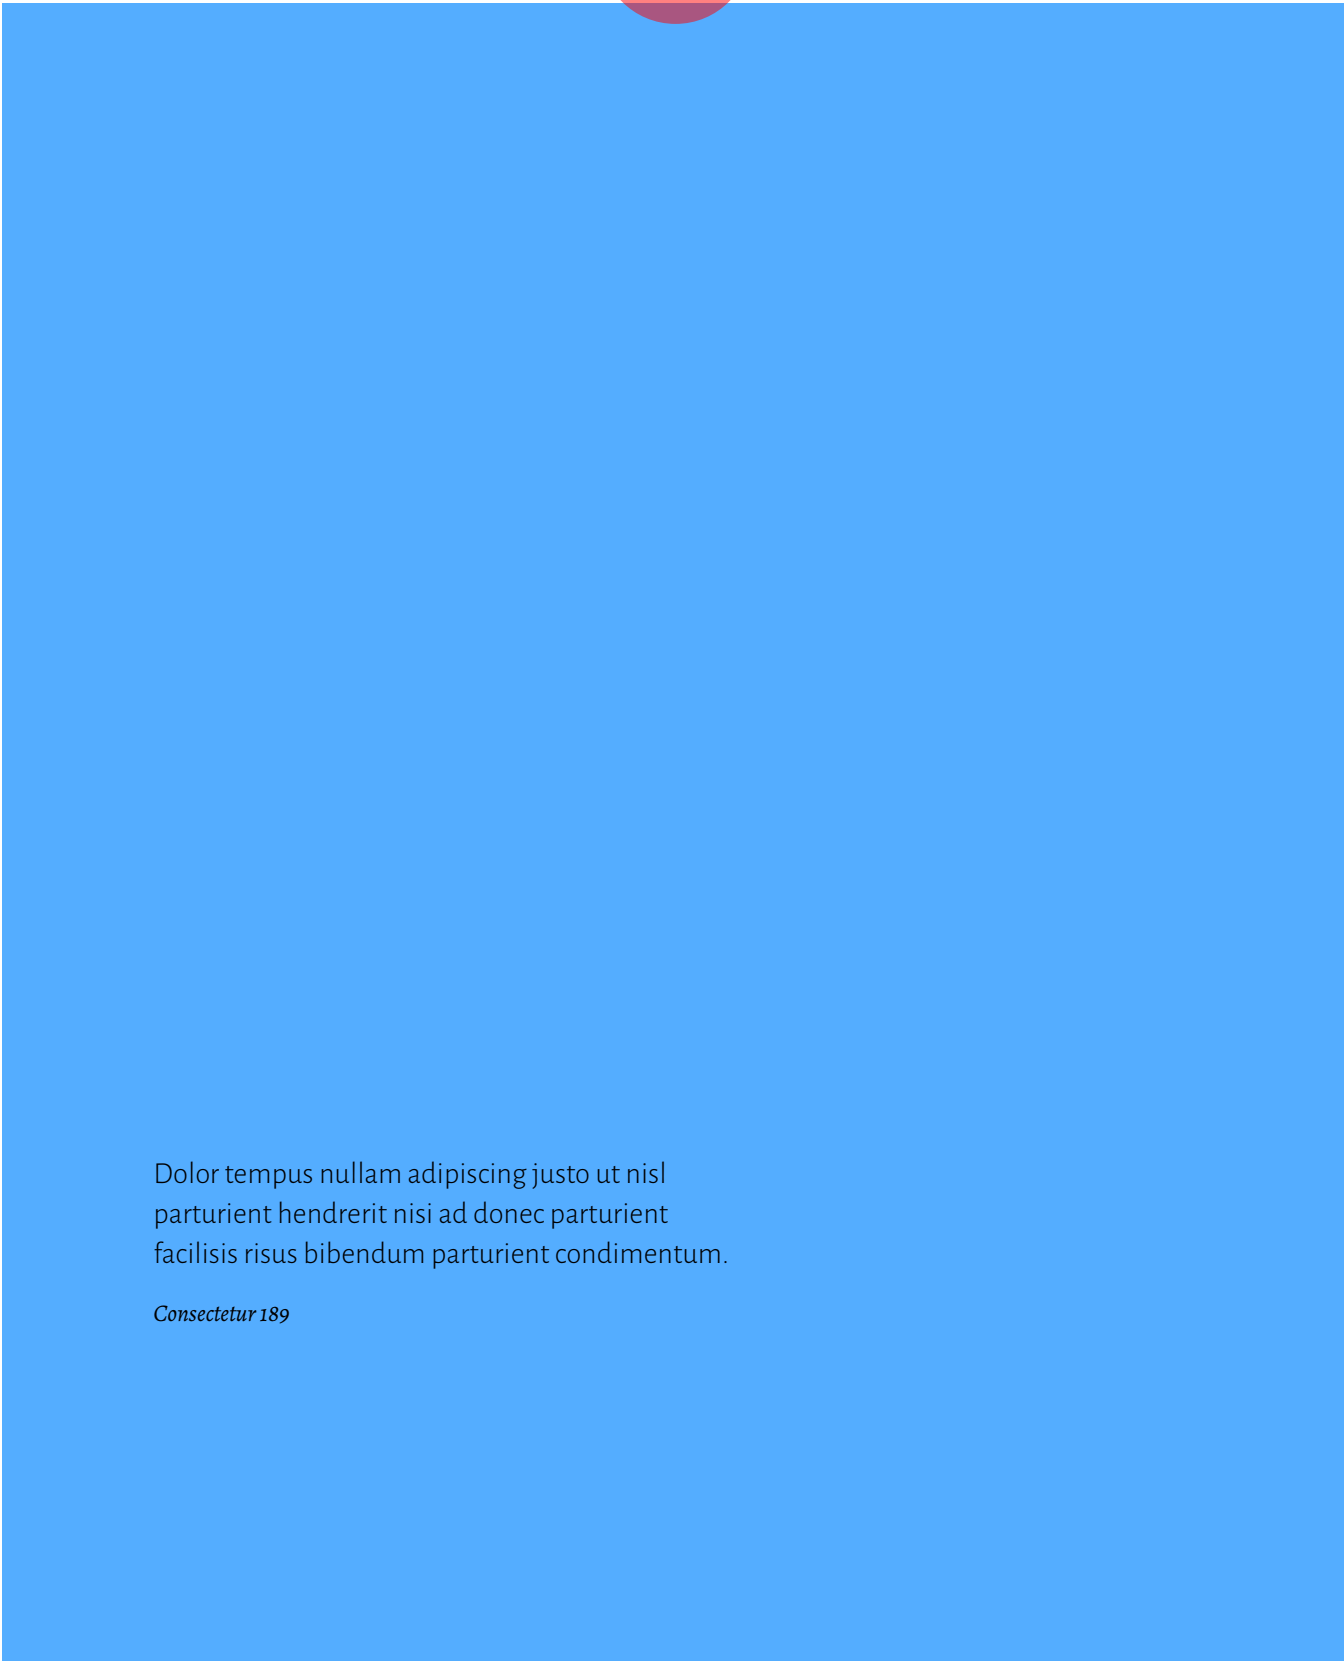 Dolor tempus nullam adipiscing justo ut nisl
parturient hendrerit nisi ad donec parturient
facilisis risus bibendum parturient condimentum.
Consectetur 189